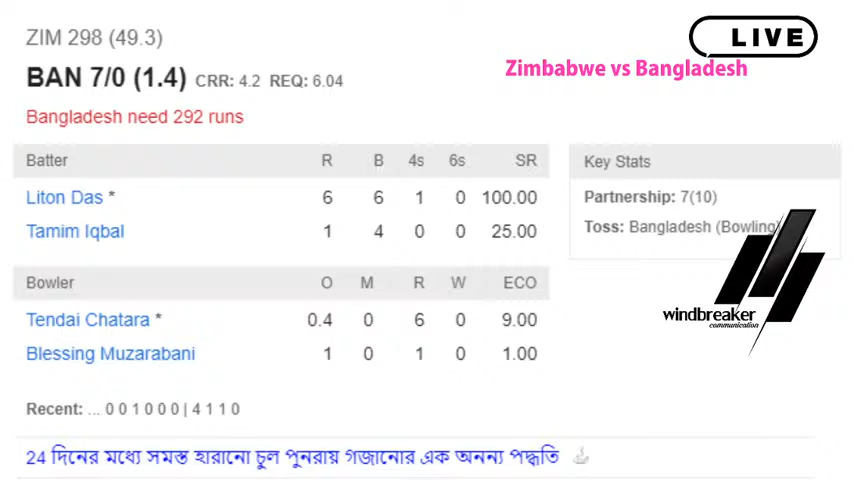 ZIM 298 (49.3)
LIVE
BAN 7/0 (1.4) CRR: 4.2 REQ: 6.04
Zimbabwe vs Bangladesh
Bangladesh need 292 runs
Batter R B 4s 6s SR
Liton Das * 6 6 1 0 100.00
Tamim Iqbal 1 4 0 0 25.00
Key Stats
Partnership: 7(10)
Toss: Bangladesh (Bowling)
Bowler O M R W ECO
Tendai Chatara * 0.4 0 6 0 9.00
Blessing Muzarabani 1 0 1 0 1.00
windbreaker
communication
Recent: ... 0 0 1 0 0 0 | 4 1 1 0
24 দিনের মধ্যে সমস্ত হারানো চুল পুনরায় গজানোর এক অনন্য পদ্ধতি